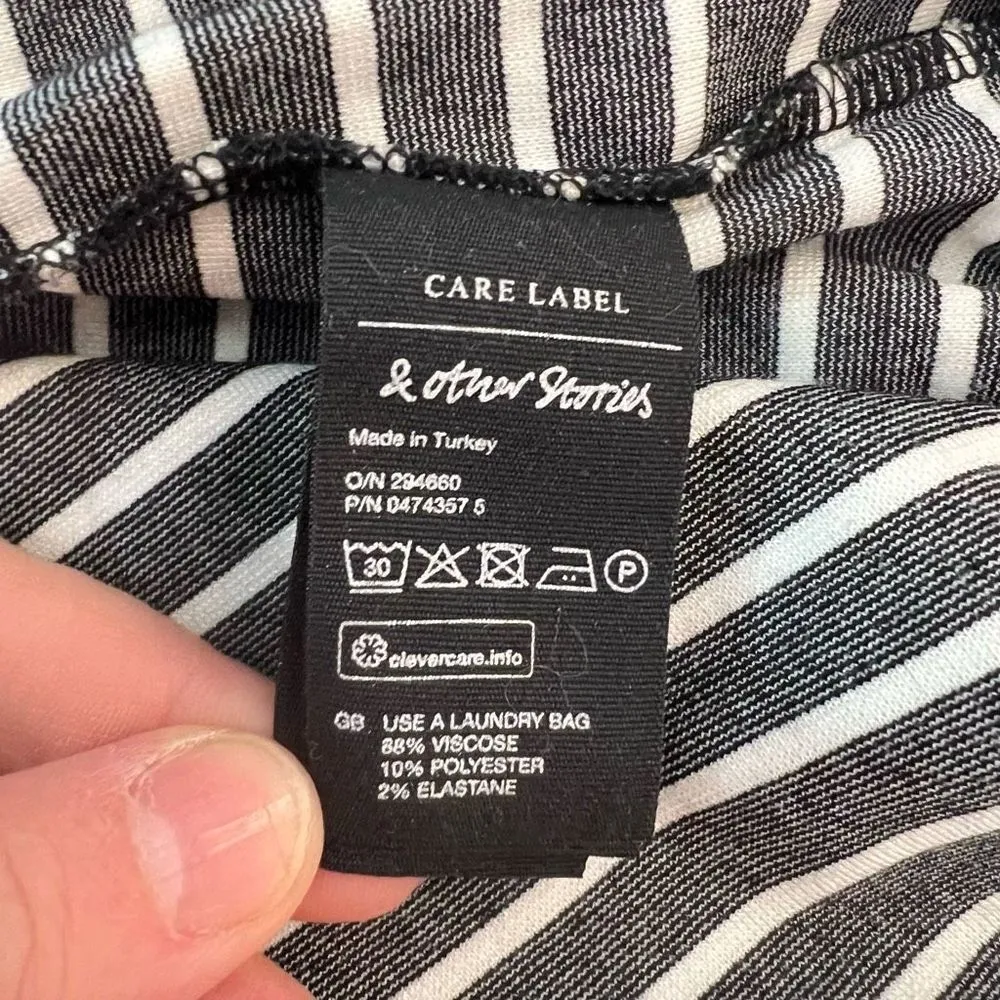 CARE LABEL
& other Stories
Made in Turkey
O/N 294660
P/N 0474357 5
30 P
clevercare.info
GB USE A LAUNDRY BAG
88% VISCOSE
10% POLYESTER
2% ELASTANE